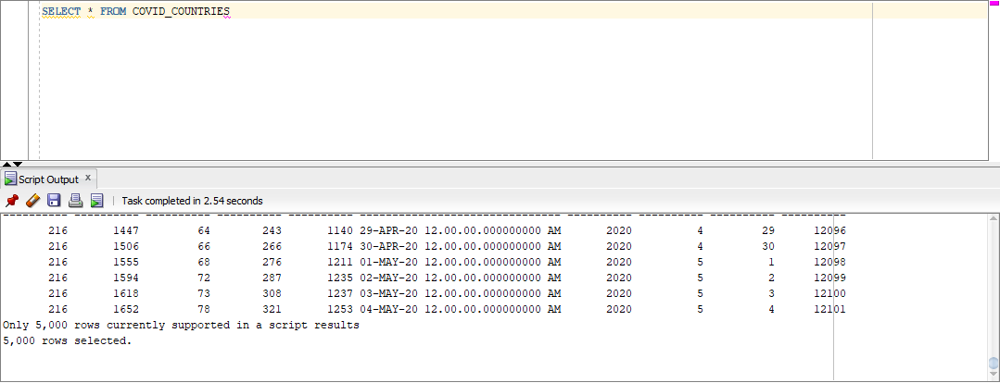 SELECT * FROM COVID_COUNTRIES
Script Output x
Task completed in 2.54 seconds
216 1447 64 243 1140 29-APR-20 12.00.00.000000000 AM 2020 4 29 12096
216 1506 66 266 1174 30-APR-20 12.00.00.000000000 AM 2020 4 30 12097
216 1555 68 276 1211 01-MAY-20 12.00.00.000000000 AM 2020 5 1 12098
216 1594 72 287 1235 02-MAY-20 12.00.00.000000000 AM 2020 5 2 12099
216 1618 73 308 1237 03-MAY-20 12.00.00.000000000 AM 2020 5 3 12100
216 1652 78 321 1253 04-MAY-20 12.00.00.000000000 AM 2020 5 4 12101
Only 5,000 rows currently supported in a script results
5,000 rows selected.